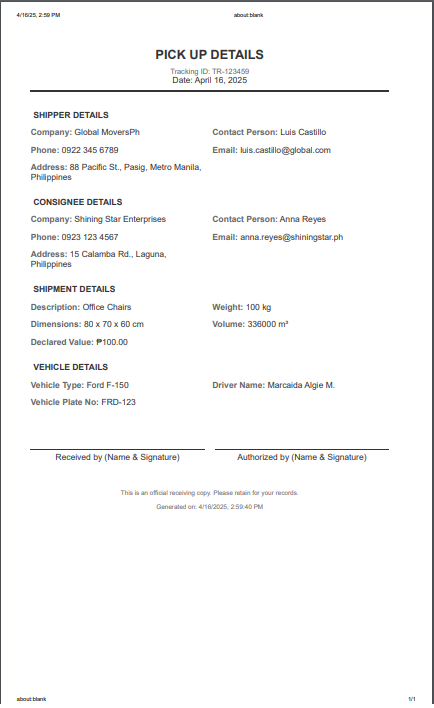 4/16/25, 2:59 PM about:blank
PICK UP DETAILS
Tracking ID: TR-123459
Date: April 16, 2025
SHIPPER DETAILS
Company: Global MoversPh Contact Person: Luis Castillo
Phone: 0922 345 6789 Email: luis.castillo@global.com
Address: 88 Pacific St., Pasig, Metro Manila,
Philippines
CONSIGNEE DETAILS
Company: Shining Star Enterprises Contact Person: Anna Reyes
Phone: 0923 123 4567 Email: anna.reyes@shiningstar.ph
Address: 15 Calamba Rd., Laguna,
Philippines
SHIPMENT DETAILS
Description: Office Chairs Weight: 100 kg
Dimensions: 80 x 70 x 60 cm Volume: 336000 m³
Declared Value: ₱100.00
VEHICLE DETAILS
Vehicle Type: Ford F-150 Driver Name: Marcaida Algie M.
Vehicle Plate No: FRD-123
Received by (Name & Signature) Authorized by (Name & Signature)
This is an official receiving copy. Please retain for your records.
Generated on: 4/16/2025, 2:59:40 PM
about:blank 1/1